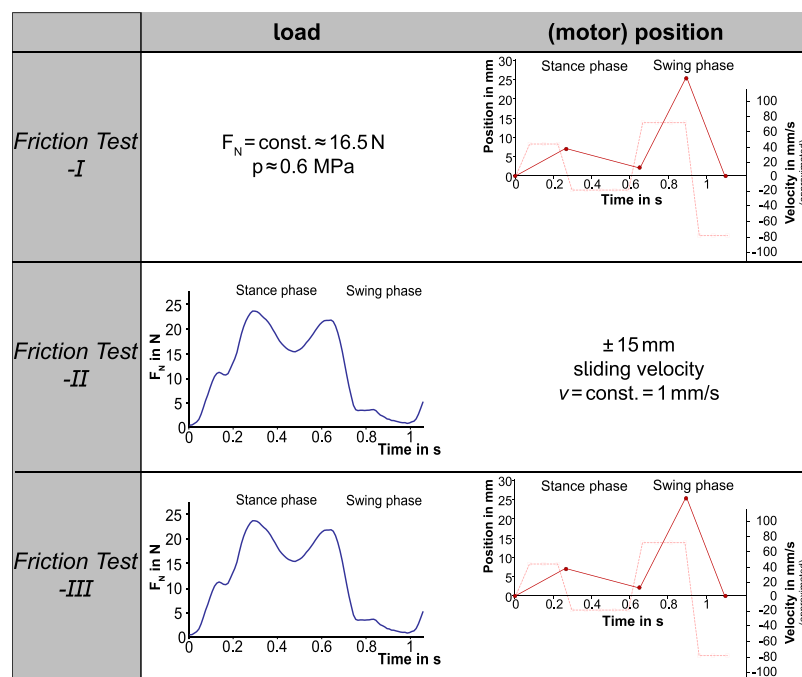 load
(motor) position
Friction Test
-I
F_N = const. ≈ 16.5 N
p ≈ 0.6 MPa
Stance phase
Swing phase
Position in mm
30
25
20
15
10
5
0
0
0.2
0.4
0.6
0.8
1
Time in s
100
80
60
40
20
0
-20
-40
-60
-80
-100
Velocity in mm/s
(approximated)
Friction Test
-II
Stance phase
Swing phase
F_N in N
25
20
15
10
5
0
0
0.2
0.4
0.6
0.8
1
Time in s
± 15 mm
sliding velocity
v = const. = 1 mm/s
Friction Test
-III
Stance phase
Swing phase
F_N in N
25
20
15
10
5
0
0
0.2
0.4
0.6
0.8
1
Time in s
Stance phase
Swing phase
Position in mm
30
25
20
15
10
5
0
0
0.2
0.4
0.6
0.8
1
Time in s
100
80
60
40
20
0
-20
-40
-60
-80
-100
Velocity in mm/s
(approximated)